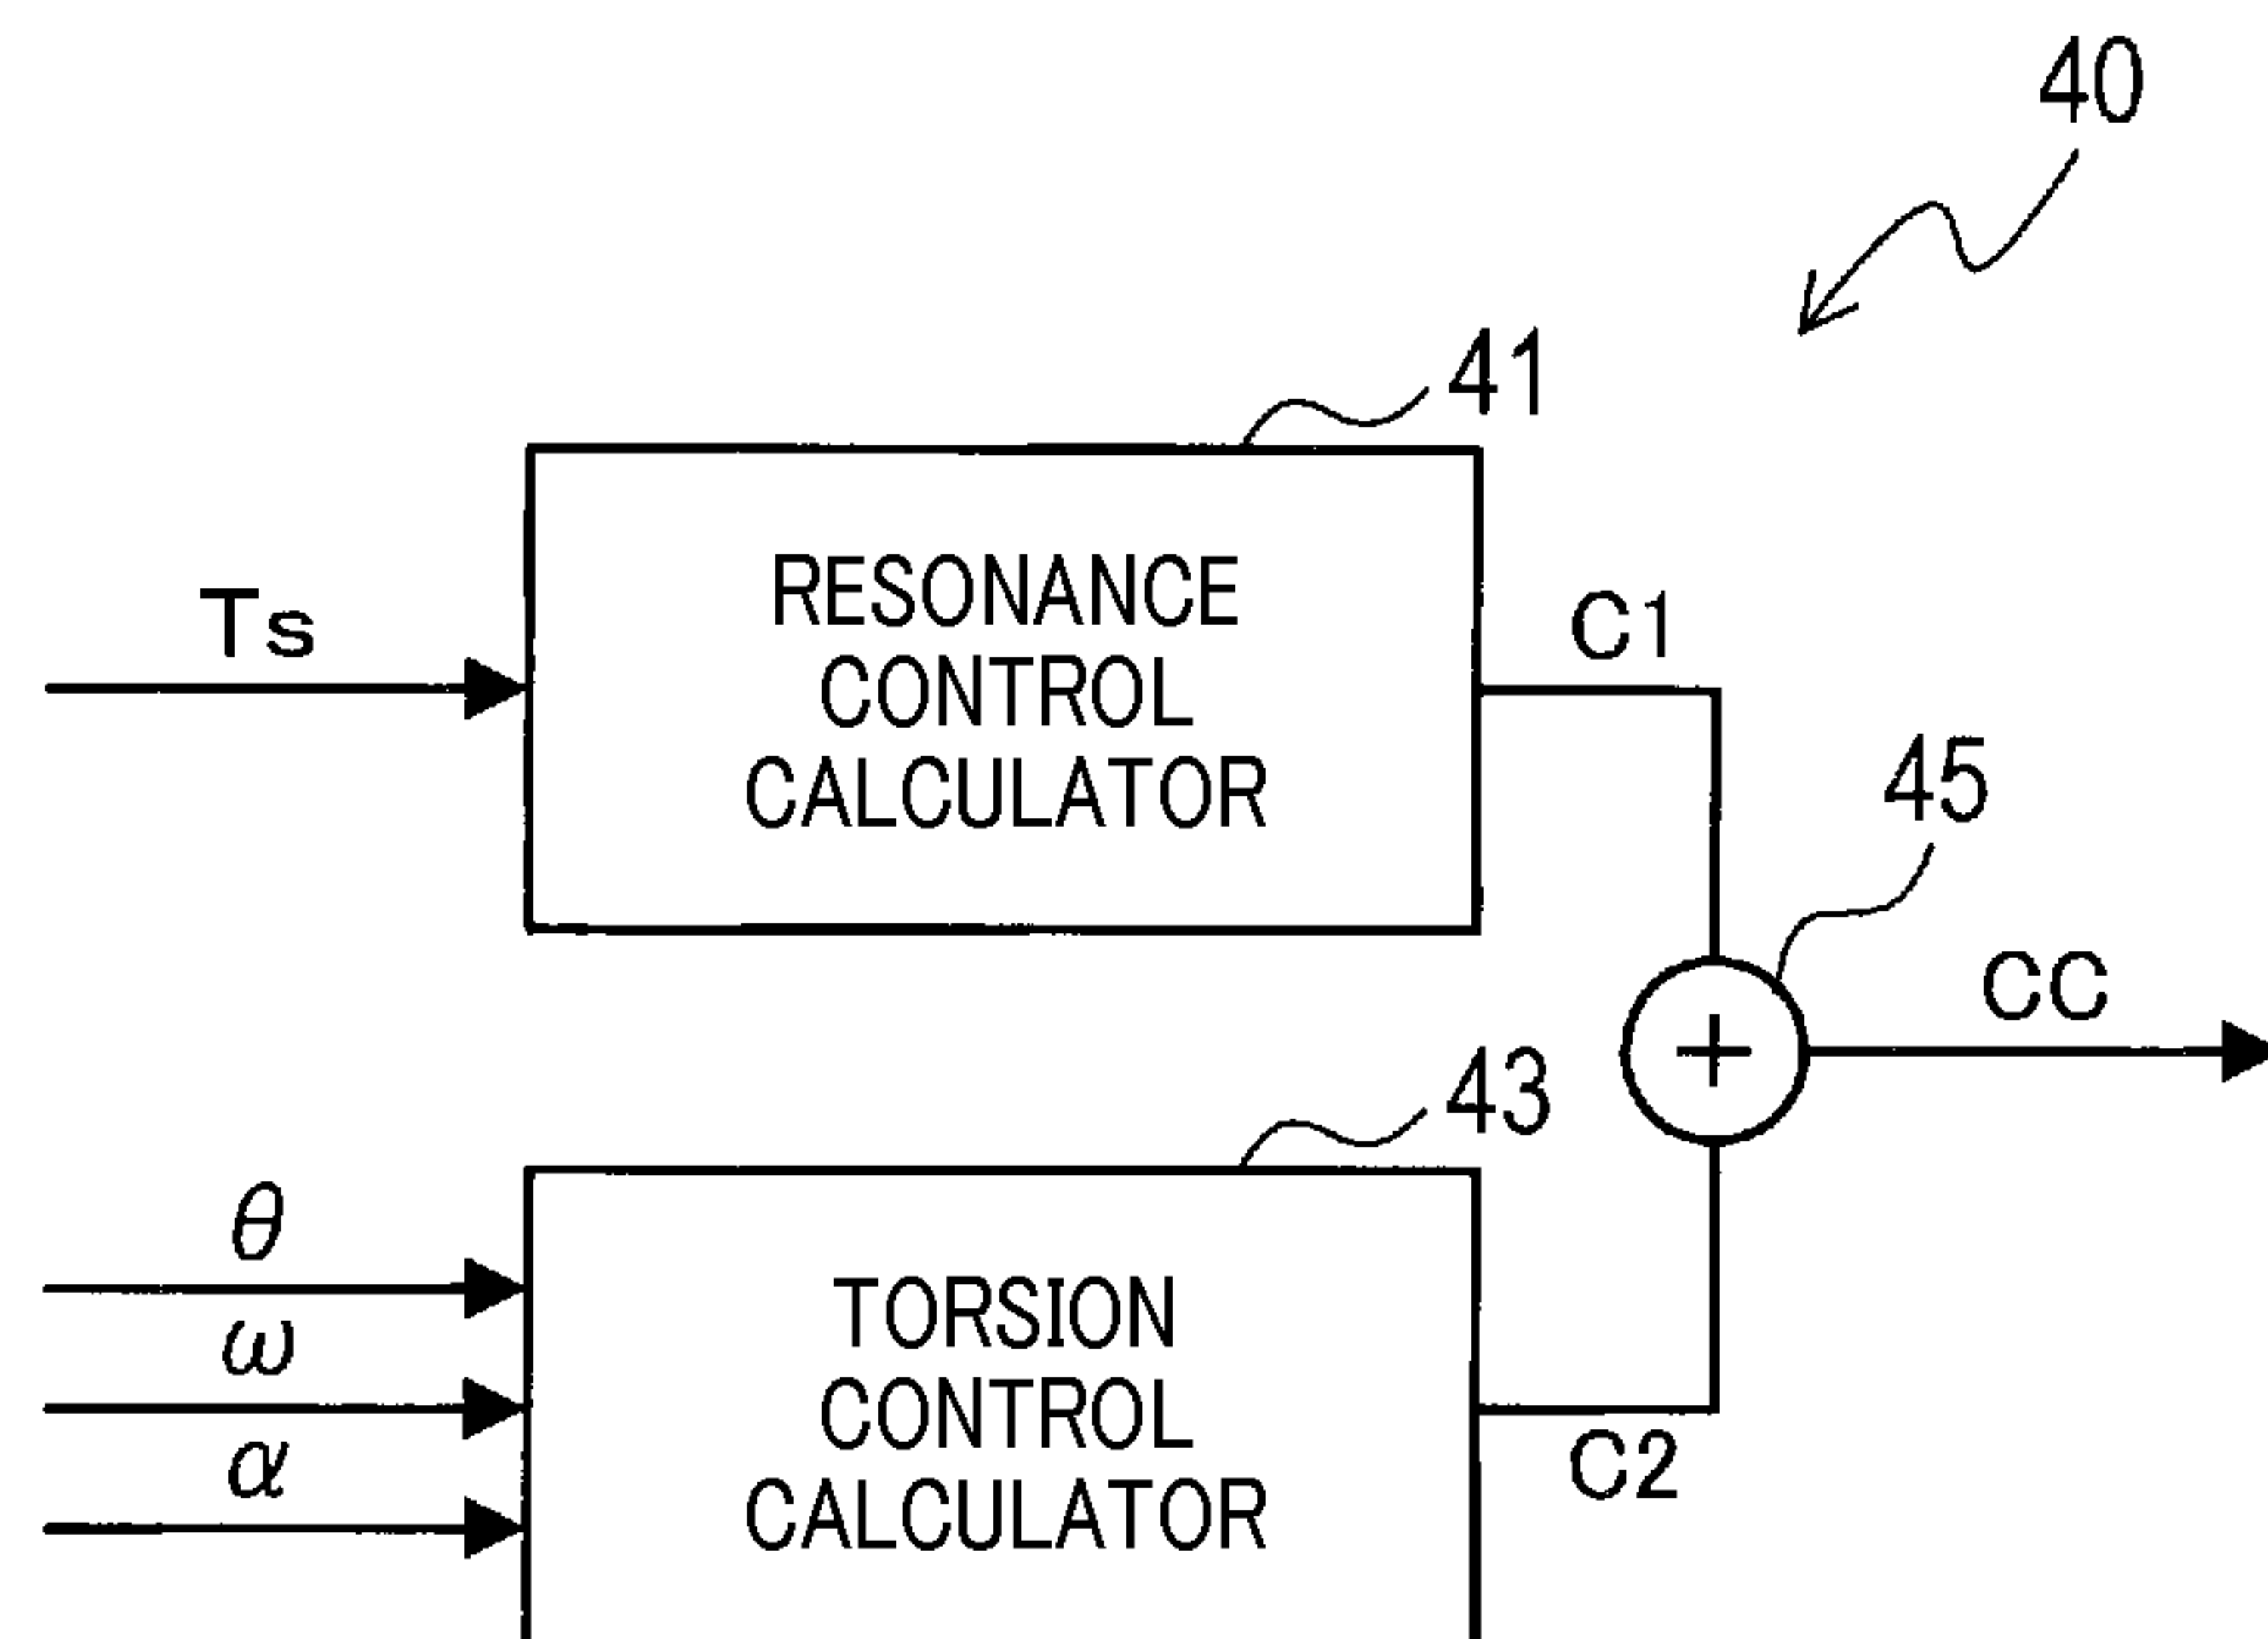 40
41
Ts
RESONANCE
CONTROL
CALCULATOR
C1
45
+
CC
43
θ
ω
α
TORSION
CONTROL
CALCULATOR
C2